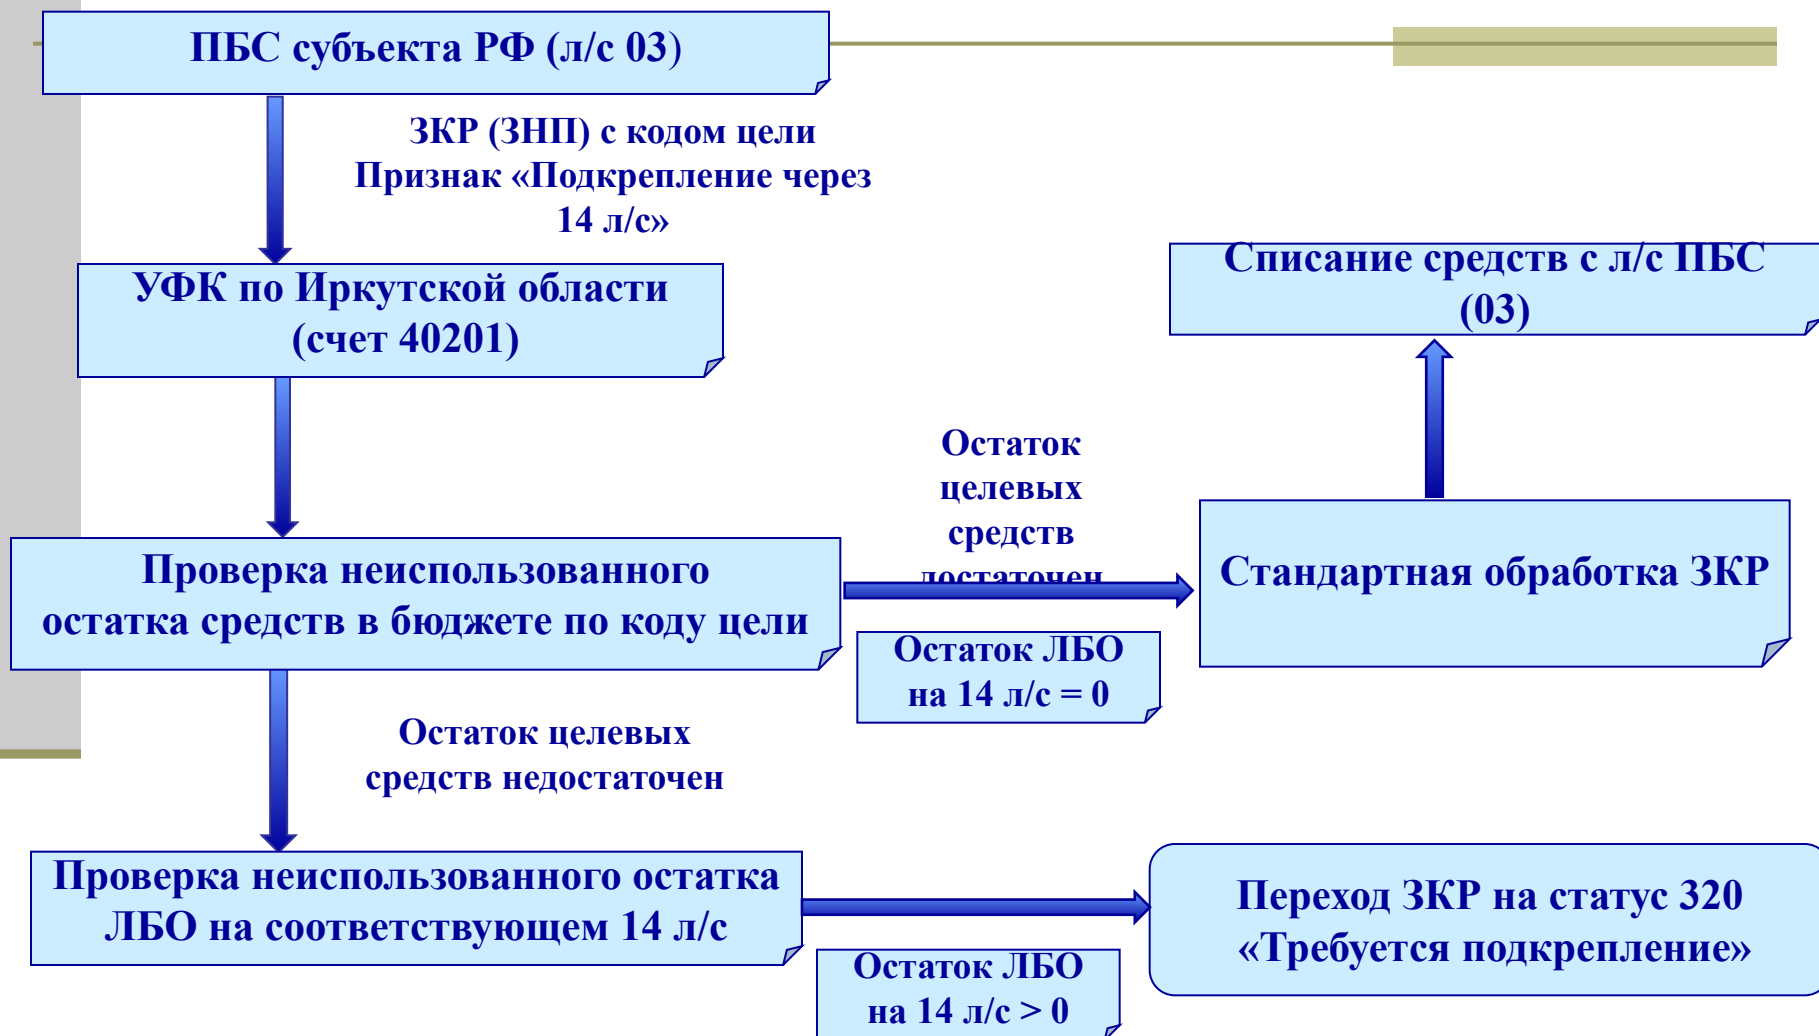 ПБС субъекта РФ (л/с 03)
ЗКР (ЗНП) с кодом цели
Признак «Подкрепление через
14 л/с»
УФК по Иркутской области
(счет 40201)
Списание средств с л/с ПБС
(03)
Остаток
целевых
средств
достаточен
Проверка неиспользованного
остатка средств в бюджете по коду цели
Стандартная обработка ЗКР
Остаток ЛБО
на 14 л/с = 0
Остаток целевых
средств недостаточен
Проверка неиспользованного остатка
ЛБО на соответствующем 14 л/с
Переход ЗКР на статус 320
«Требуется подкрепление»
Остаток ЛБО
на 14 л/с > 0